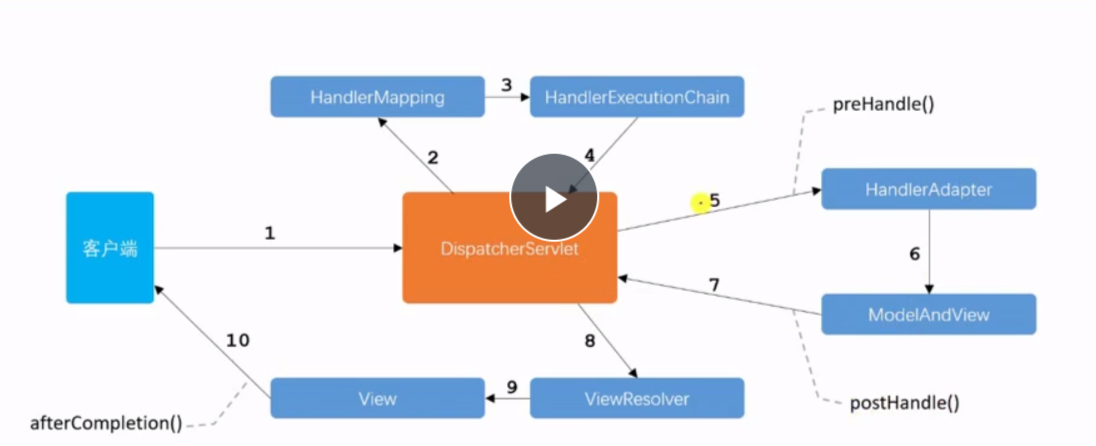 HandlerMapping
3
HandlerExecutionChain
preHandle()
2
4
5
HandlerAdapter
客户端
1
DispatcherServlet
6
7
ModelAndView
10
8
9
View
ViewResolver
afterCompletion()
postHandle()